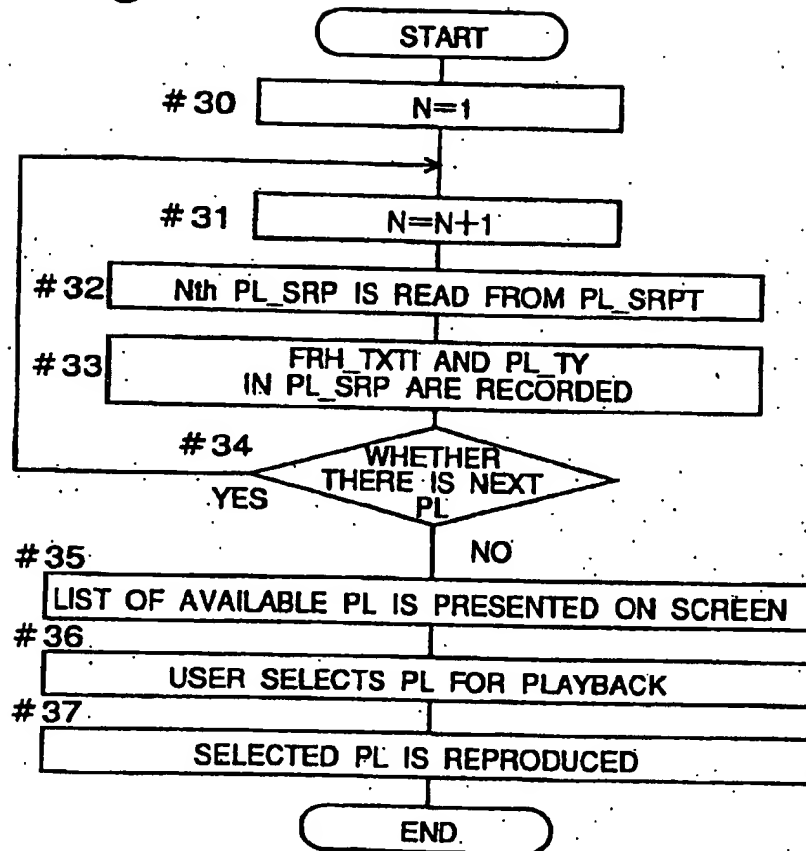 START
#30
N=1
#31
N=N+1
#32
Nth PL_SRP IS READ FROM PL_SRPT
#33
FRH_TXTI AND PL_TY
IN PL_SRP ARE RECORDED
#34
WHETHER
THERE IS NEXT
PL
YES
NO
#35
LIST OF AVAILABLE PL IS PRESENTED ON SCREEN
#36
USER SELECTS PL FOR PLAYBACK
#37
SELECTED PL IS REPRODUCED
END